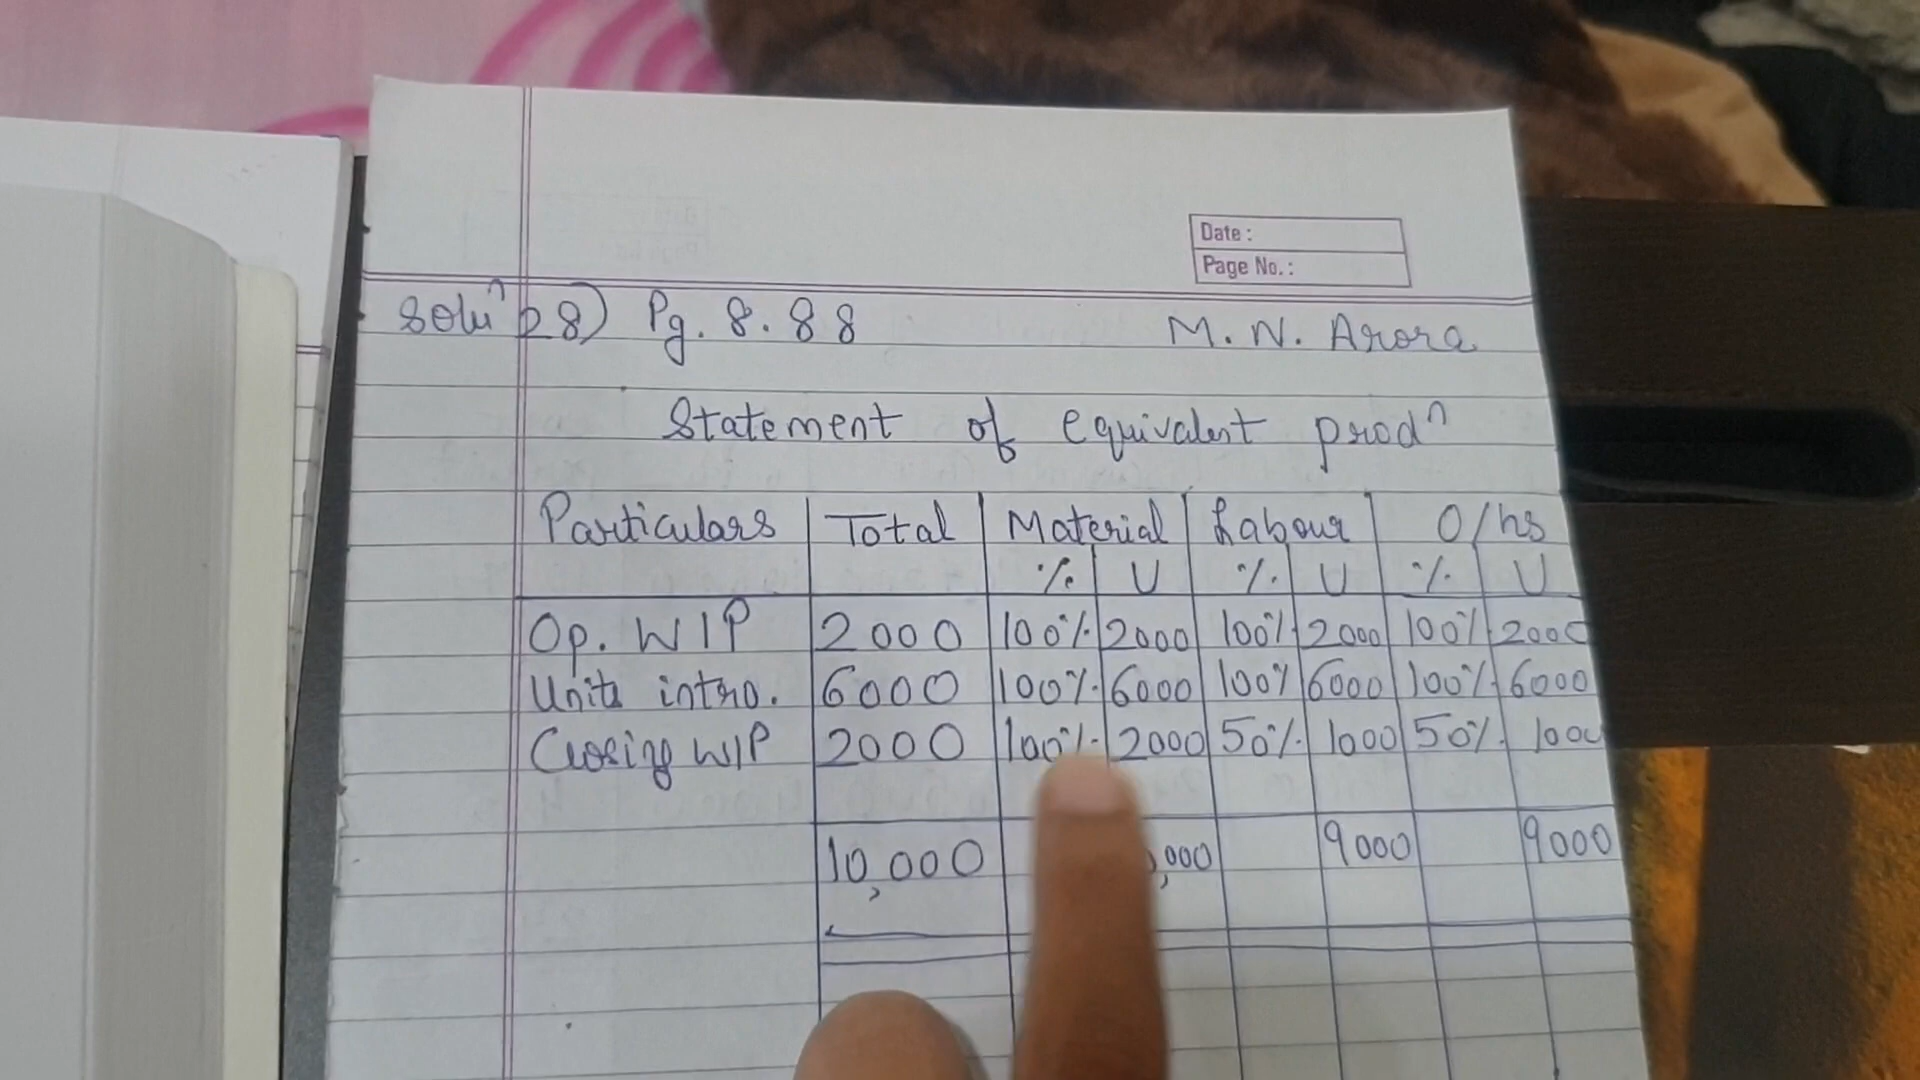 Date :
Page No. :
Soluⁿ 28) Pg. 8.88 M. N. Arora
Statement of equivalent prodⁿ
Particulars Total Material Labour O/hs
% U % U % U
Op. WIP 2000 100% 2000 100% 2000 100% 2000
Units intro. 6000 100% 6000 100% 6000 100% 6000
Closing WIP 2000 100% 2000 50% 1000 50% 1000
10,000 ,000 9000 9000